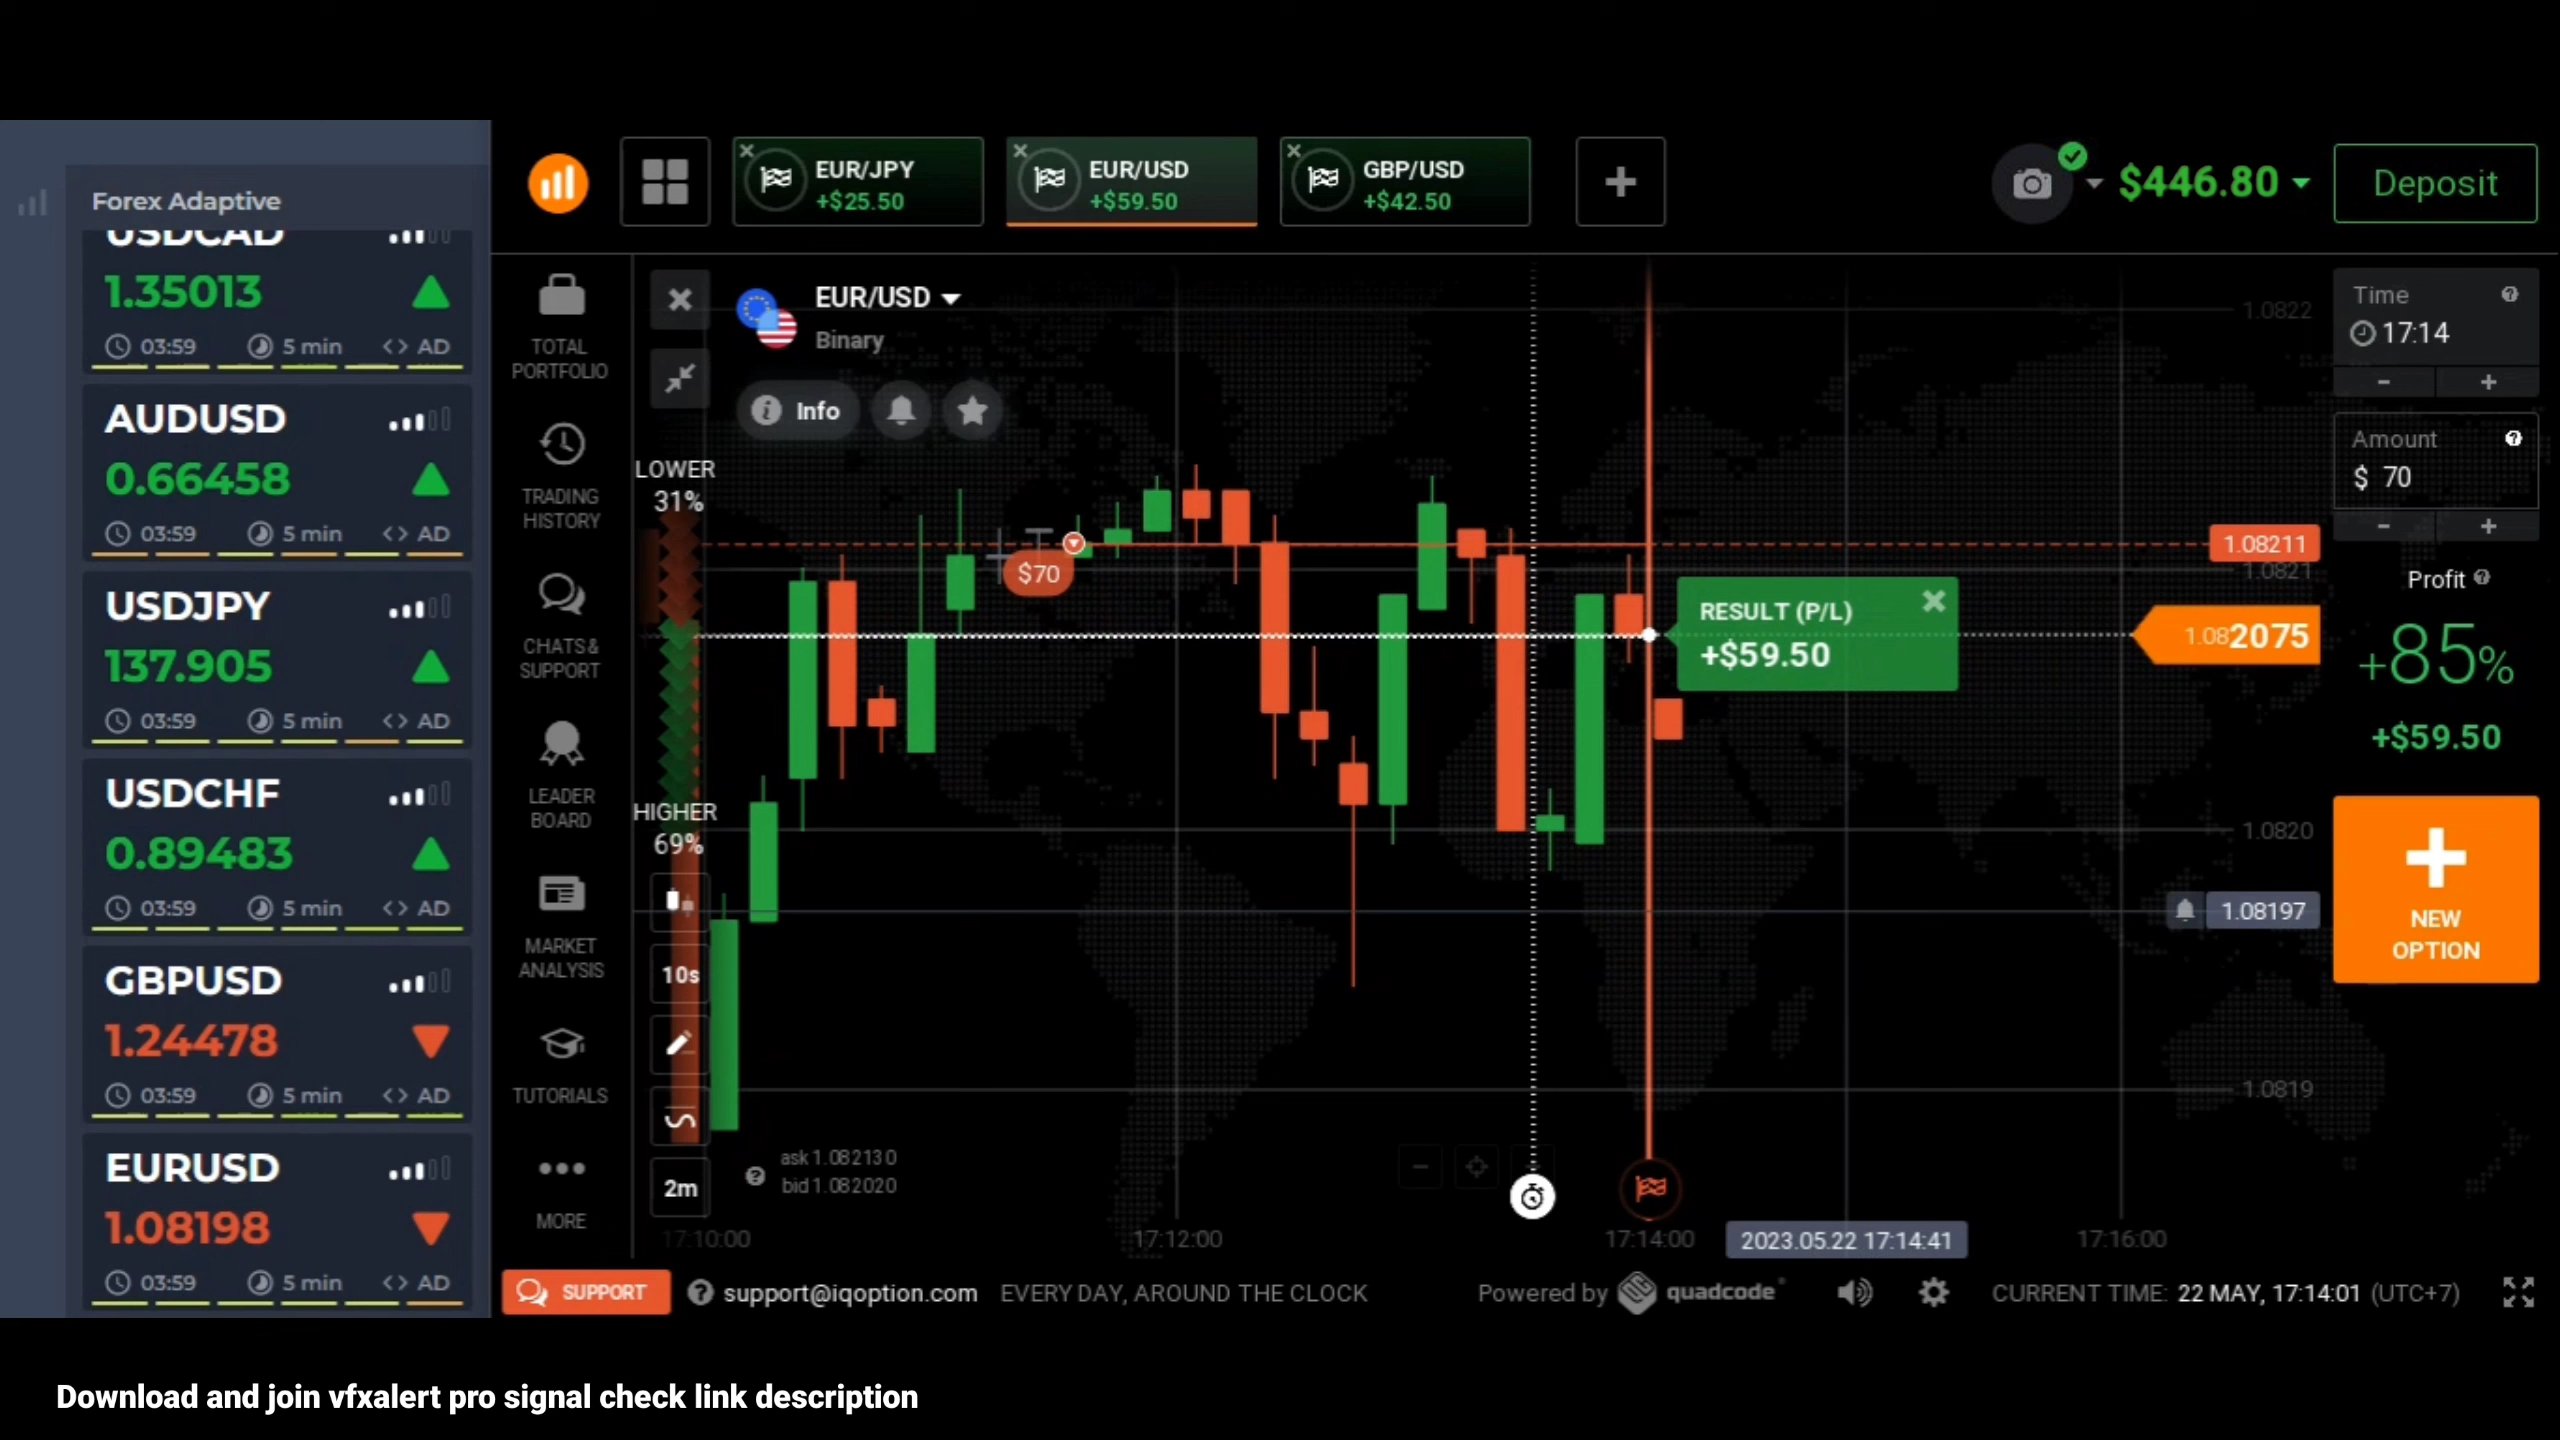 Forex Adaptive
USDCAD
1.35013
03:59 5 min <> AD
AUDUSD
0.66458
03:59 5 min <> AD
USDJPY
137.905
03:59 5 min <> AD
USDCHF
0.89483
03:59 5 min <> AD
GBPUSD
1.24478
03:59 5 min <> AD
EURUSD
1.08198
03:59 5 min <> AD
EUR/JPY
+$25.50
EUR/USD
+$59.50
GBP/USD
+$42.50
$446.80
Deposit
TOTAL
PORTFOLIO
TRADING
HISTORY
CHATS &
SUPPORT
LEADER
BOARD
MARKET
ANALYSIS
TUTORIALS
MORE
EUR/USD
Binary
Info
LOWER
31%
HIGHER
69%
10s
2m
$70
RESULT (P/L)
+$59.50
ask 1.082130
bid 1.082020
1.0822
1.08211
1.0821
1.082075
1.0820
1.08197
1.0819
17:10:00
17:12:00
17:14:00
2023.05.22 17:14:41
17:16:00
Time
17:14
Amount
$ 70
Profit
+85%
+$59.50
NEW
OPTION
SUPPORT
support@iqoption.com EVERY DAY, AROUND THE CLOCK
Powered by quadcode
CURRENT TIME: 22 MAY, 17:14:01 (UTC+7)
Download and join vfxalert pro signal check link description